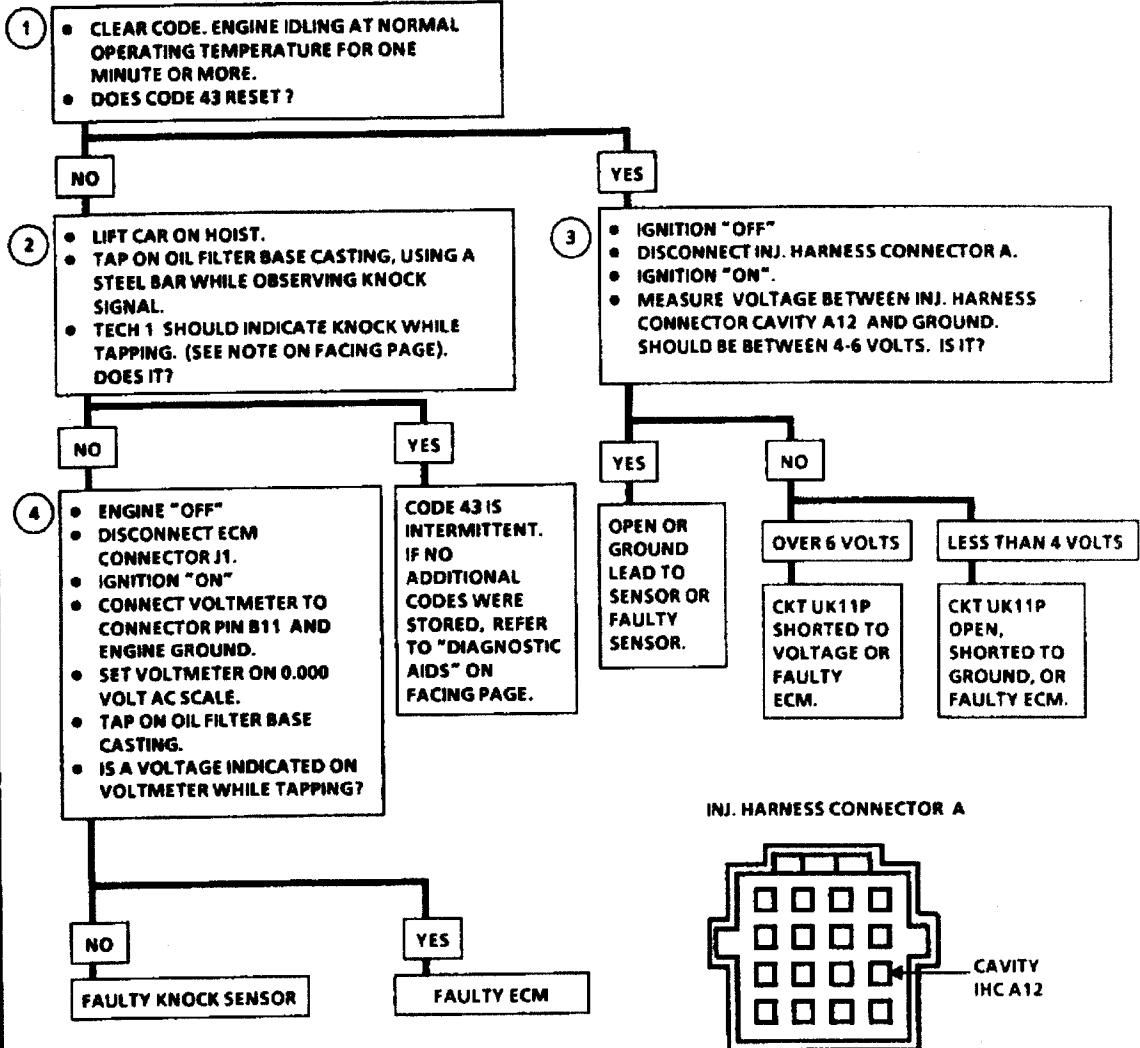 1
• CLEAR CODE. ENGINE IDLING AT NORMAL
OPERATING TEMPERATURE FOR ONE
MINUTE OR MORE.
• DOES CODE 43 RESET?
NO
YES
2
• LIFT CAR ON HOIST.
• TAP ON OIL FILTER BASE CASTING, USING A
STEEL BAR WHILE OBSERVING KNOCK
SIGNAL.
• TECH 1 SHOULD INDICATE KNOCK WHILE
TAPPING. (SEE NOTE ON FACING PAGE).
DOES IT?
3
• IGNITION "OFF"
• DISCONNECT INJ. HARNESS CONNECTOR A.
• IGNITION "ON".
• MEASURE VOLTAGE BETWEEN INJ. HARNESS
CONNECTOR CAVITY A12 AND GROUND.
SHOULD BE BETWEEN 4-6 VOLTS. IS IT?
NO
YES
YES
NO
4
• ENGINE "OFF"
• DISCONNECT ECM
CONNECTOR J1.
• IGNITION "ON"
• CONNECT VOLTMETER TO
CONNECTOR PIN B11 AND
ENGINE GROUND.
• SET VOLTMETER ON 0.000
VOLT AC SCALE.
• TAP ON OIL FILTER BASE
CASTING.
• IS A VOLTAGE INDICATED ON
VOLTMETER WHILE TAPPING?
CODE 43 IS
INTERMITTENT.
IF NO
ADDITIONAL
CODES WERE
STORED, REFER
TO "DIAGNOSTIC
AIDS" ON
FACING PAGE.
OPEN OR
GROUND
LEAD TO
SENSOR OR
FAULTY
SENSOR.
OVER 6 VOLTS
LESS THAN 4 VOLTS
CKT UK11P
SHORTED TO
VOLTAGE OR
FAULTY
ECM.
CKT UK11P
OPEN,
SHORTED TO
GROUND, OR
FAULTY ECM.
NO
YES
FAULTY KNOCK SENSOR
FAULTY ECM
INJ. HARNESS CONNECTOR A
CAVITY
IHC A12